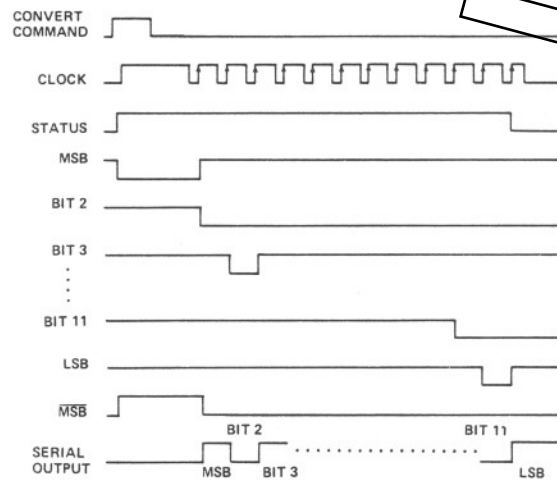 CONVERT
COMMAND
CLOCK
STATUS
MSB
BIT 2
BIT 3
BIT 11
LSB
MSB
BIT 2
BIT 11
SERIAL
OUTPUT
MSB
BIT 3
LSB